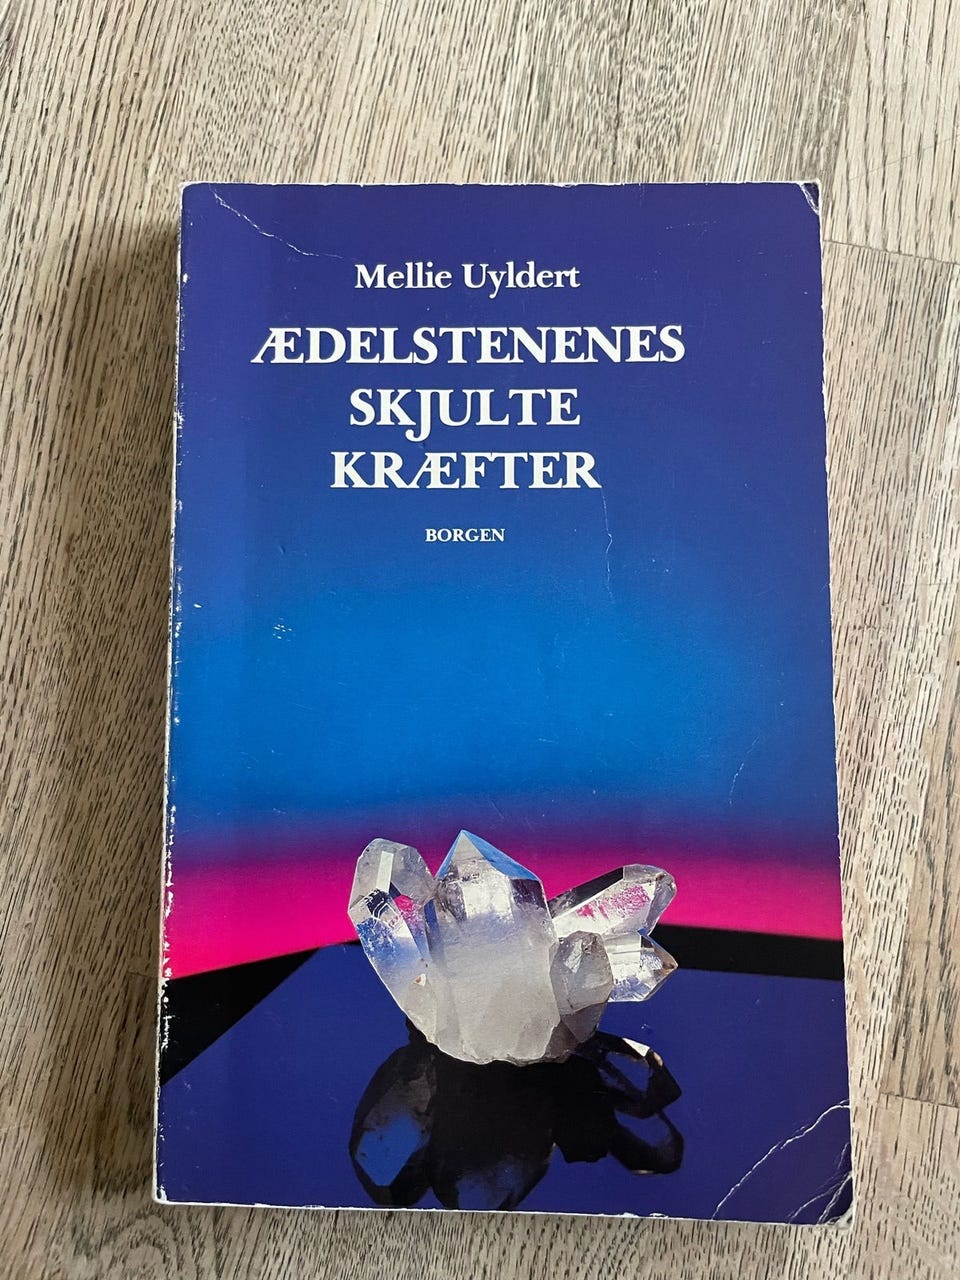 Mellie Uyldert
ÆDELSTENENES
SKJULTE
KRÆFTER
BORGEN